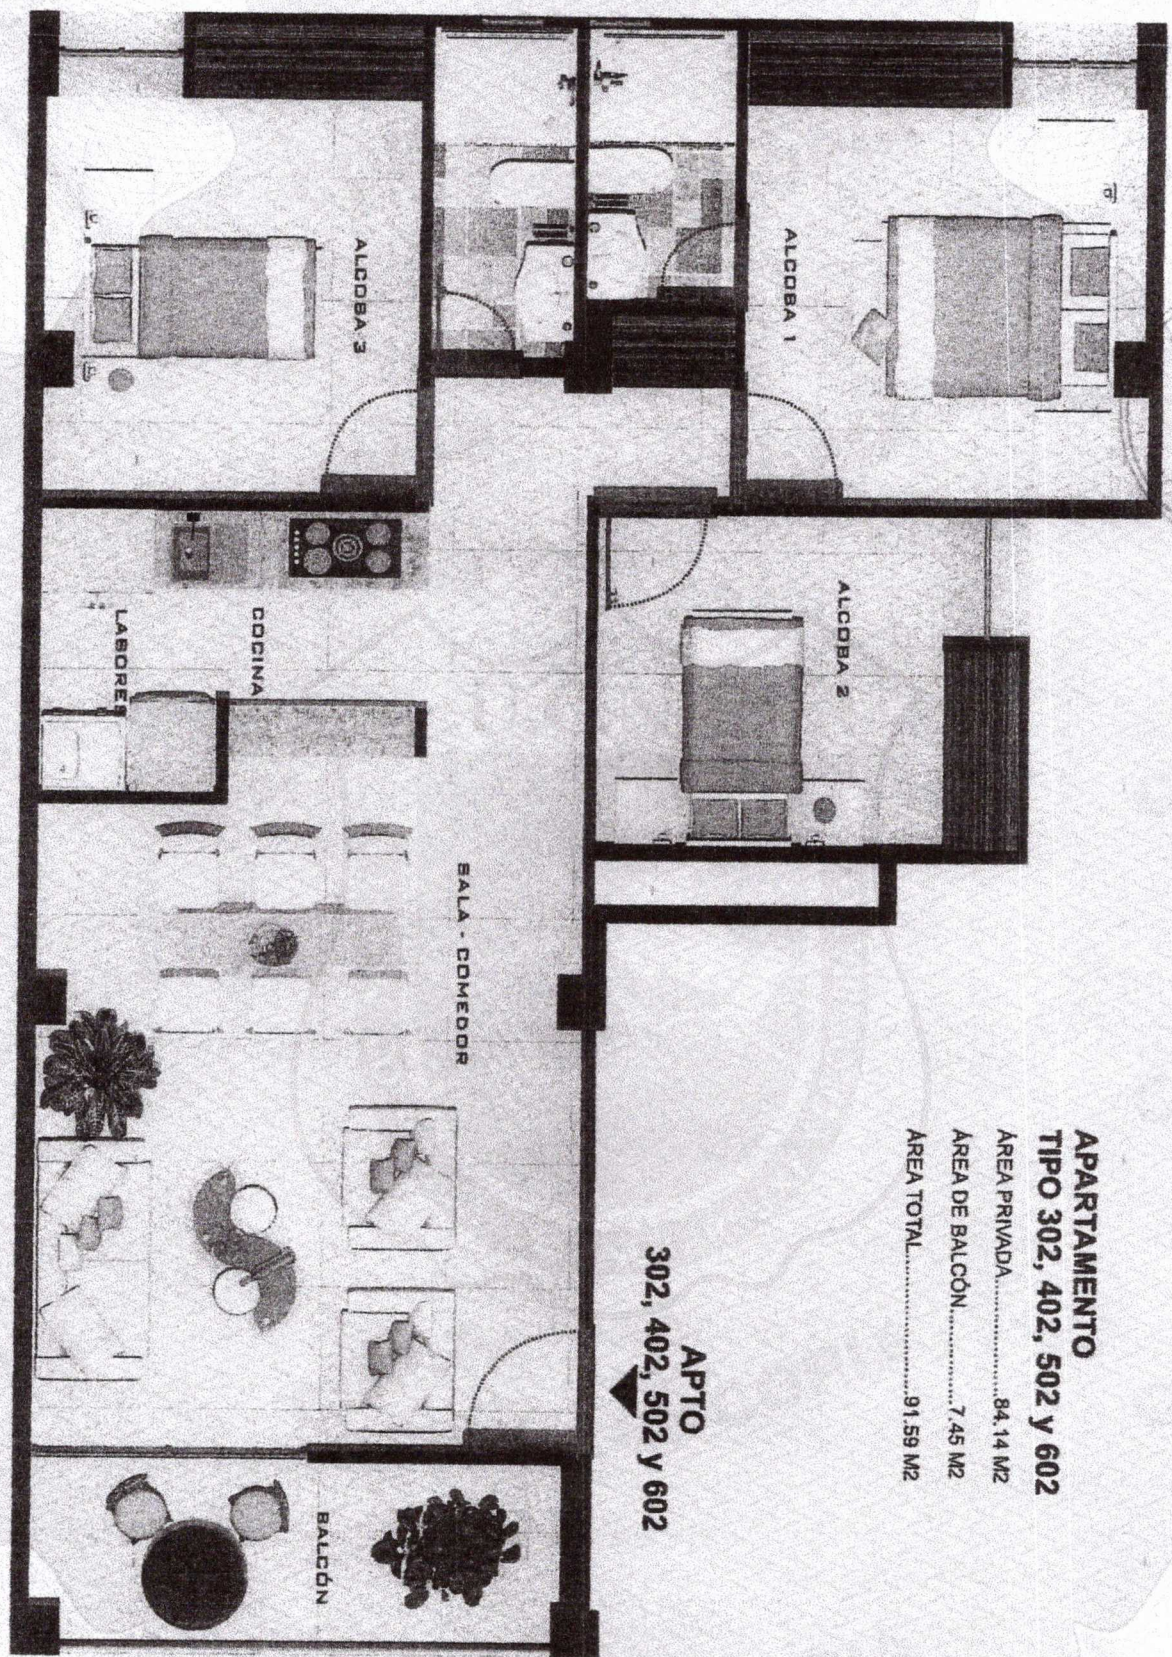 APARTAMENTO
TIPO 302, 402, 502 y 602
ÁREA PRIVADA....................84.14 M2
ÁREA DE BALCÓN...............7.45 M2
ÁREA TOTAL........................91.59 M2
APTO
302, 402, 502 y 602
ALCOBA 1
ALCOBA 2
ALCOBA 3
COCINA
LABORES
SALA - COMEDOR
BALCÓN